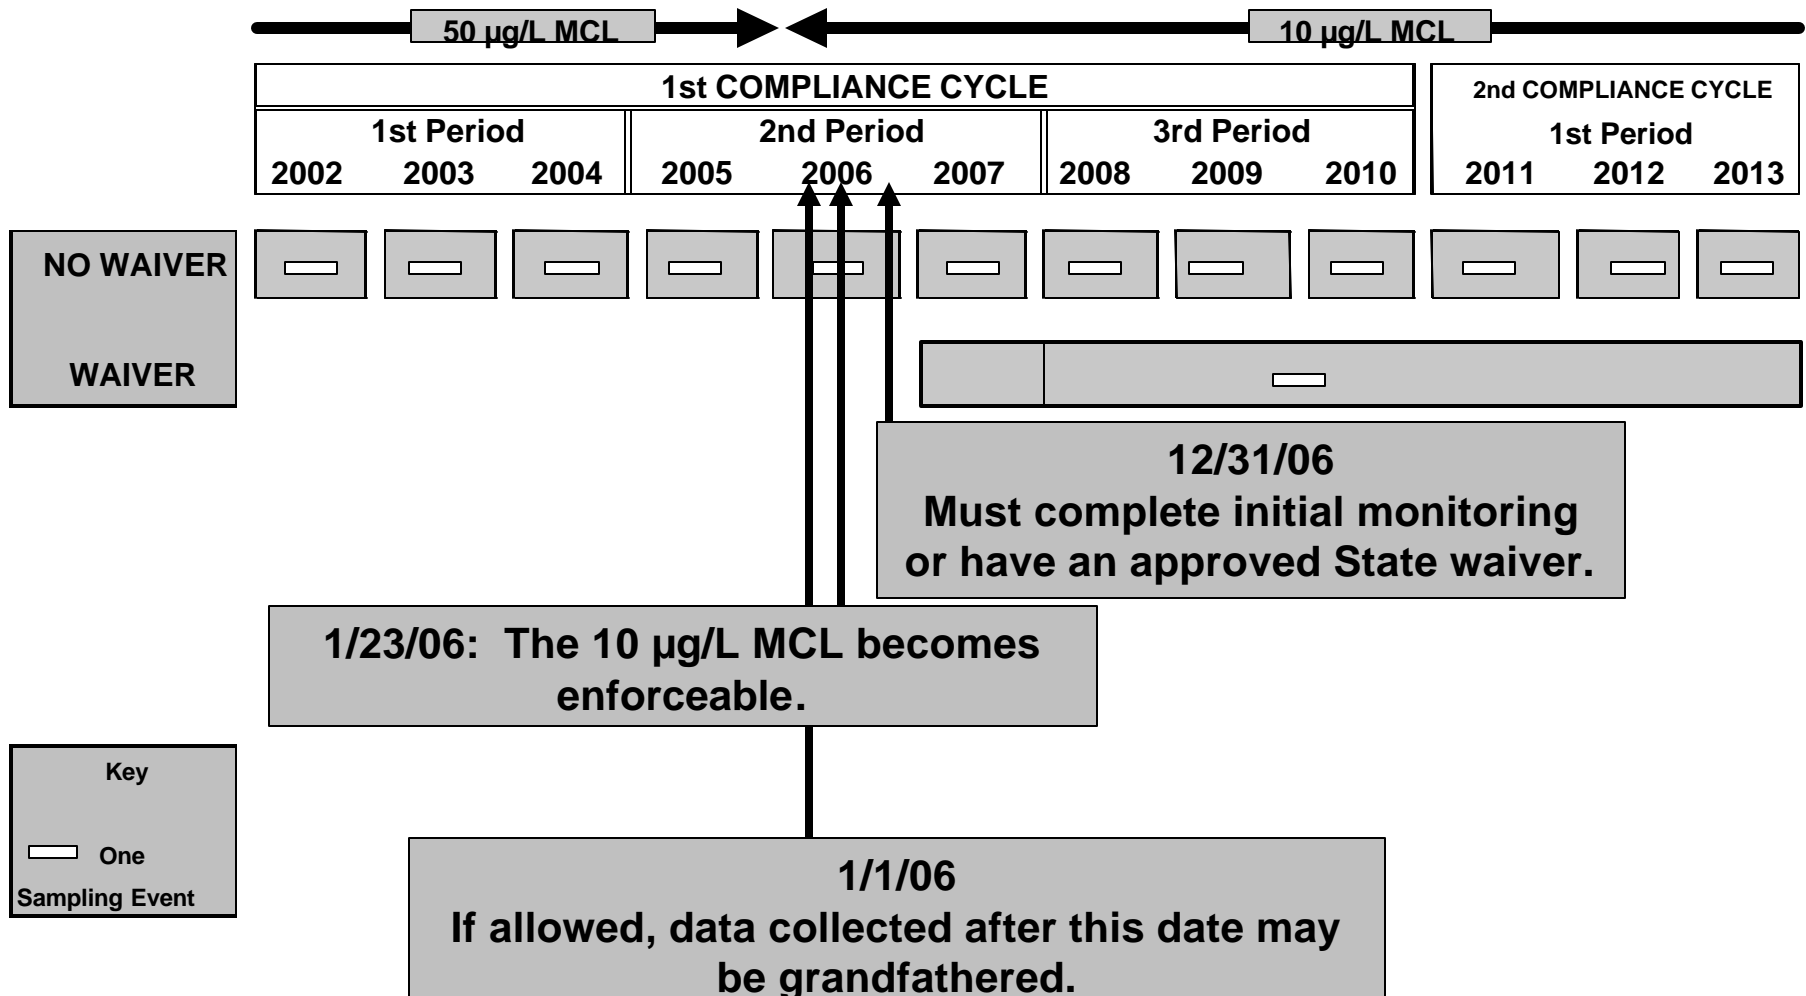 50 µg/L MCL
10 µg/L MCL
1st COMPLIANCE CYCLE
2nd COMPLIANCE CYCLE
1st Period
2nd Period
3rd Period
1st Period
2002 2003 2004 2005 2006 2007 2008 2009 2010 2011 2012 2013
NO WAIVER
WAIVER
12/31/06
Must complete initial monitoring
or have an approved State waiver.
1/23/06: The 10 µg/L MCL becomes
enforceable.
Key
One
Sampling Event
1/1/06
If allowed, data collected after this date may
be grandfathered.